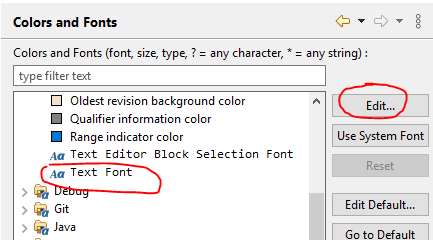 Colors and Fonts
Colors and Fonts (font, size, type, ? = any character, * = any string) :
type filter text
Oldest revision background color
Qualifier information color
Range indicator color
Aa Text Editor Block Selection Font
Aa Text Font
Debug
Git
Java
Edit...
Use System Font
Reset
Edit Default...
Go to Default